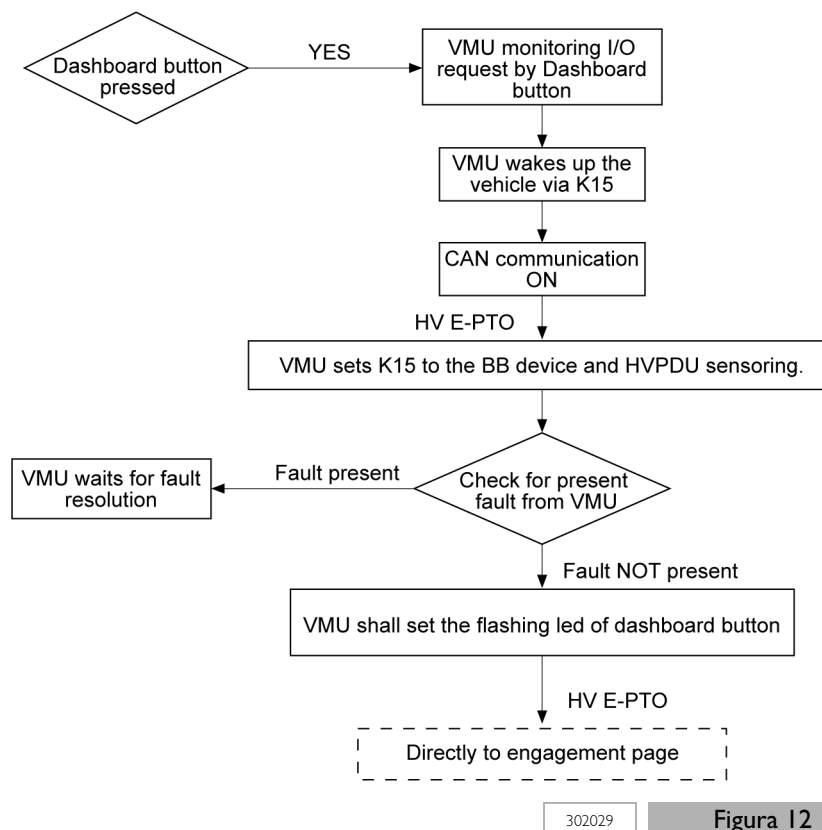 Dashboard button
pressed
YES
VMU monitoring I/O
request by Dashboard
button
VMU wakes up the
vehicle via K15
CAN communication
ON
HV E-PTO
VMU sets K15 to the BB device and HVPDU sensoring.
Check for present
fault from VMU
Fault present
VMU waits for fault
resolution
Fault NOT present
VMU shall set the flashing led of dashboard button
HV E-PTO
Directly to engagement page
302029
Figura 12